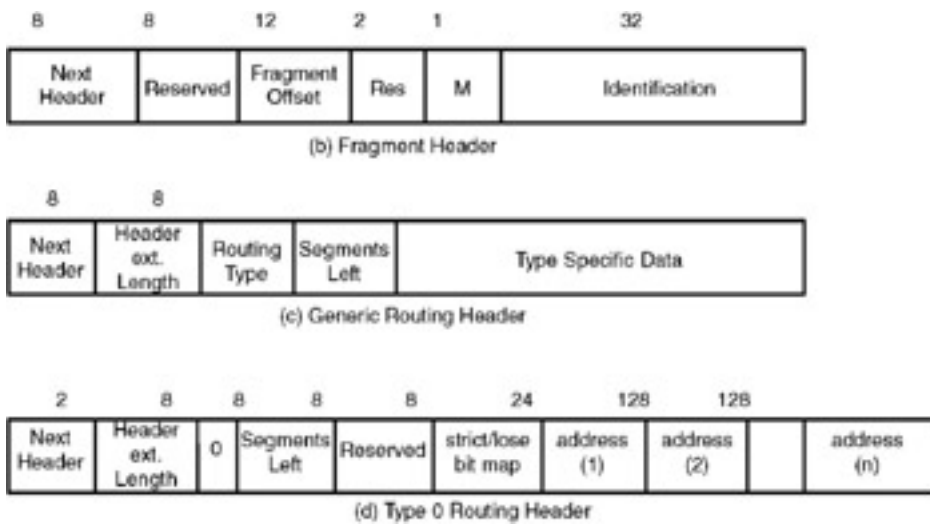 8 8 12 2 1 32
Next Header Reserved Fragment Offset Res M Identification
(b) Fragment Header
8 8
Next Header Header ext. Length Routing Type Segments Left Type Specific Data
(c) Generic Routing Header
2 8 8 8 8 24 128 128
Next Header Header ext. Length 0 Segments Left Reserved strict/lose bit map address (1) address (2) address (n)
(d) Type 0 Routing Header